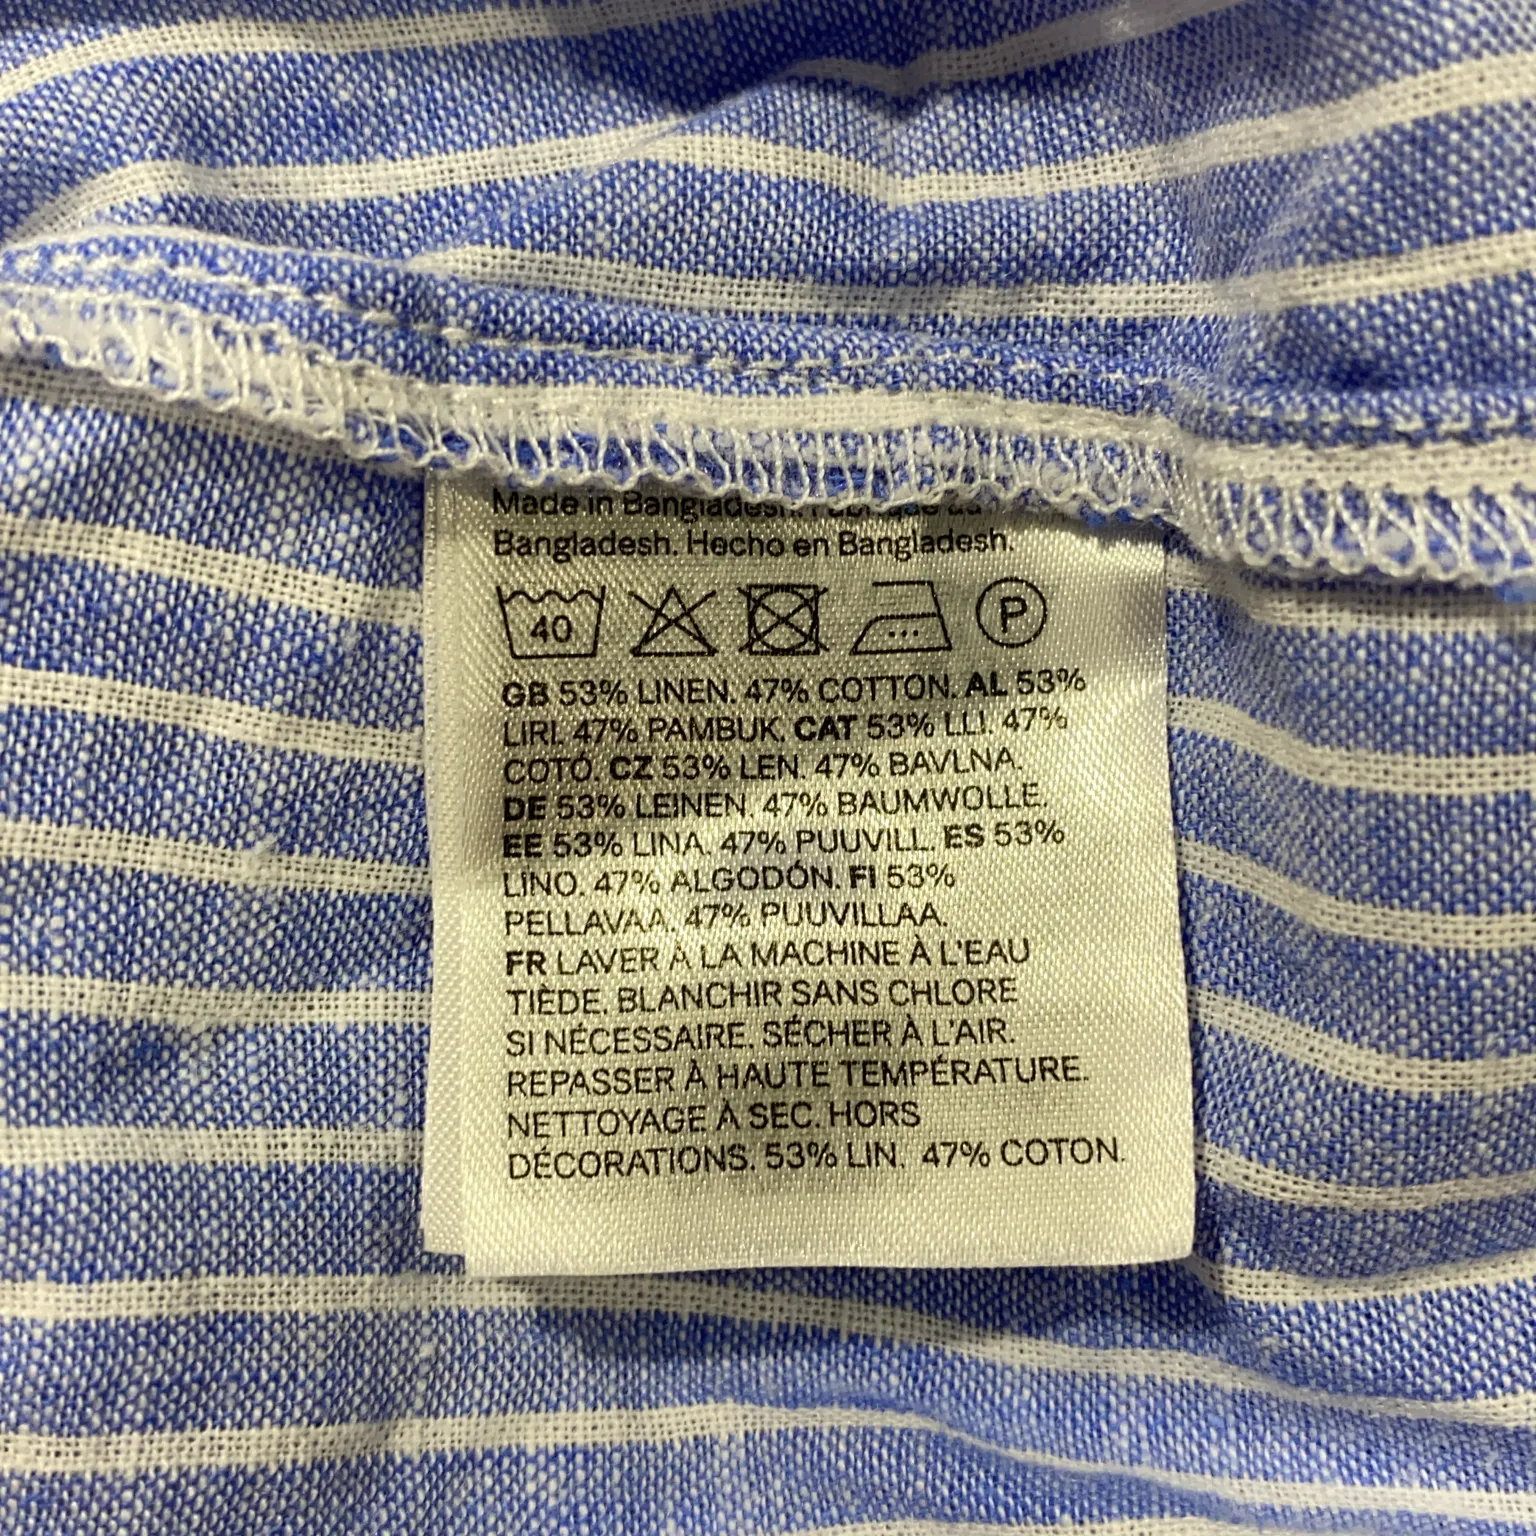 Made in Bangladesh. Fabriqué au
Bangladesh. Hecho en Bangladesh.
40 P
GB 53% LINEN. 47% COTTON. AL 53%
LIRI. 47% PAMBUK. CAT 53% LLI. 47%
COTÓ. CZ 53% LEN. 47% BAVLNA.
DE 53% LEINEN. 47% BAUMWOLLE.
EE 53% LINA. 47% PUUVILL. ES 53%
LINO. 47% ALGODÓN. FI 53%
PELLAVAA. 47% PUUVILLAA.
FR LAVER À LA MACHINE À L'EAU
TIÈDE. BLANCHIR SANS CHLORE
SI NÉCESSAIRE. SÉCHER À L'AIR.
REPASSER À HAUTE TEMPÉRATURE.
NETTOYAGE À SEC. HORS
DÉCORATIONS. 53% LIN. 47% COTON.